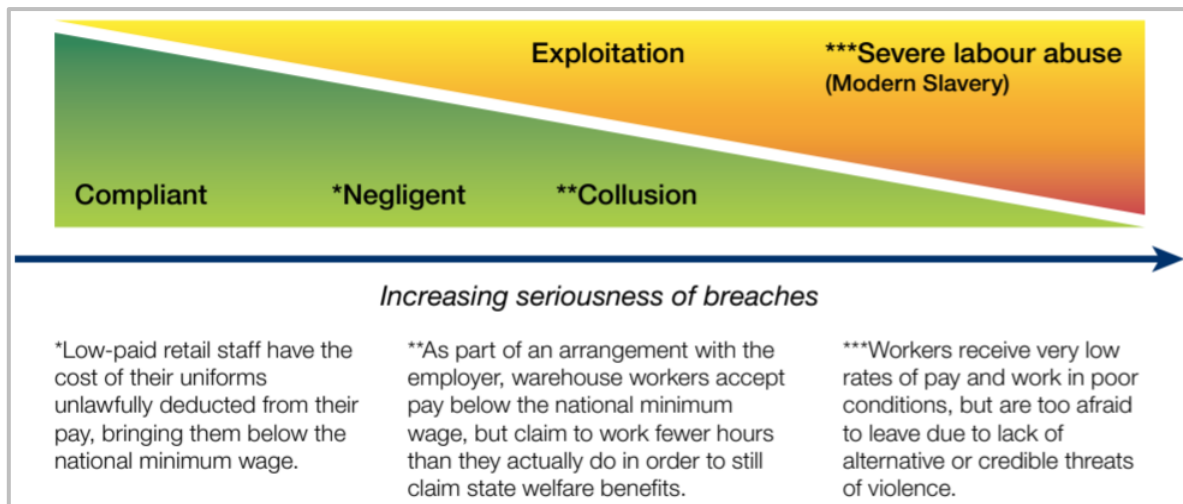 Exploitation
***Severe labour abuse
(Modern Slavery)
Compliant
*Negligent
**Collusion
Increasing seriousness of breaches
*Low-paid retail staff have the
cost of their uniforms
unlawfully deducted from their
pay, bringing them below the
national minimum wage.
**As part of an arrangement with the
employer, warehouse workers accept
pay below the national minimum
wage, but claim to work fewer hours
than they actually do in order to still
claim state welfare benefits.
***Workers receive very low
rates of pay and work in poor
conditions, but are too afraid
to leave due to lack of
alternative or credible threats
of violence.